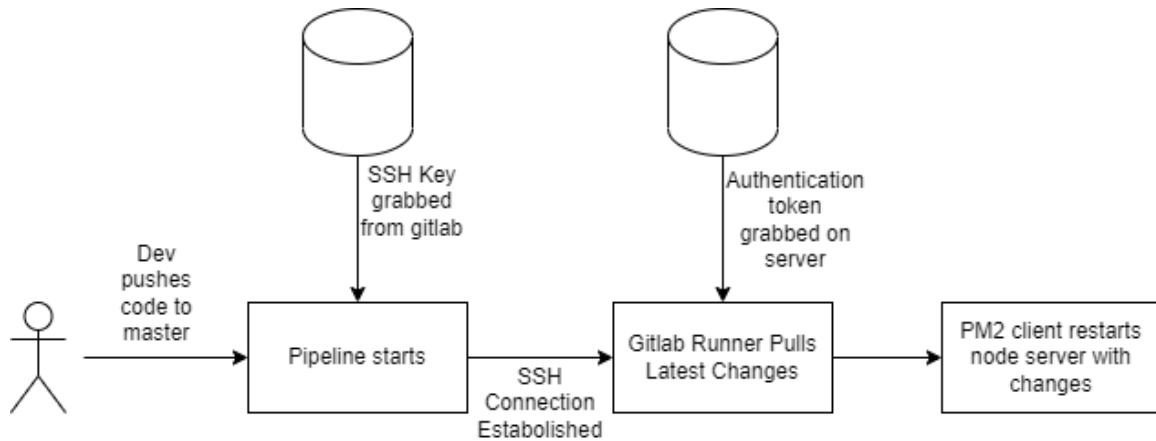 SSH Key
grabbed
from gitlab
Authentication
token
grabbed on
server
Dev
pushes
code to
master
Pipeline starts
SSH
Connection
Estabolished
Gitlab Runner Pulls
Latest Changes
PM2 client restarts
node server with
changes